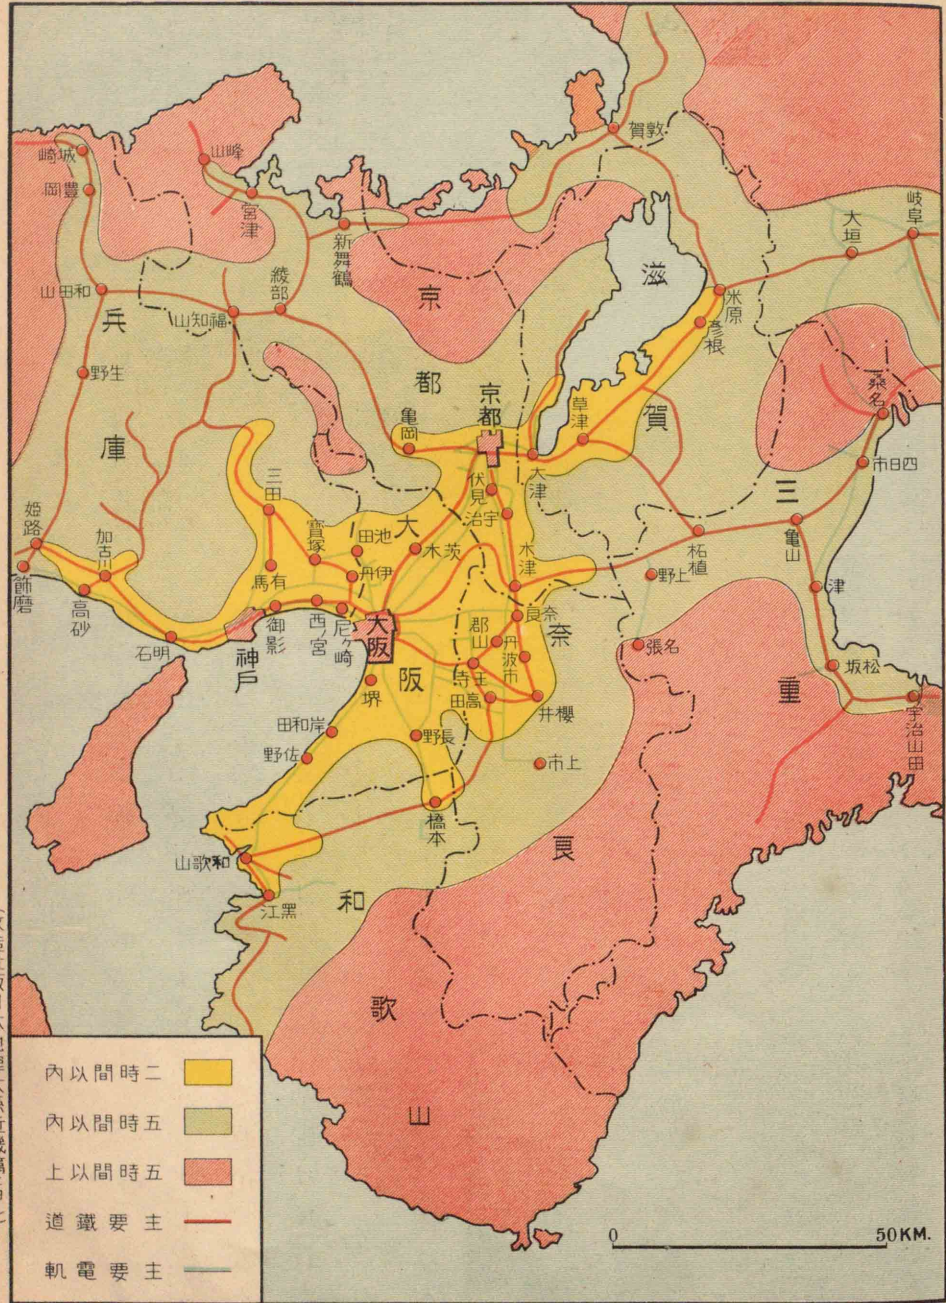 敦賀
城崎
峰山
豊岡
宮津
新舞鶴
岐阜
大垣
滋
賀
京
都
米原
彦根
和田山
福知山
綾部
兵
庫
生野
桑名
四日市
京都
亀岡
草津
大津
伏見
宇治
三
重
三田
寶塚
池田
大
阪
茨木
伊丹
木津
柘植
亀山
姫路
加古川
飾磨
高砂
有馬
上野
津
明石
神戶
御影
西ノ宮
尼ヶ崎
大阪
奈良
郡山
丹波市
奈
良
名張
松坂
堺
王寺
高田
櫻井
宇治山田
岸和田
佐野
長野
上市
橋本
和歌山
黑江
和
歌
山
二時間以內
五時間以內
五時間以上
主要鐵道
主要電軌
0 50KM.